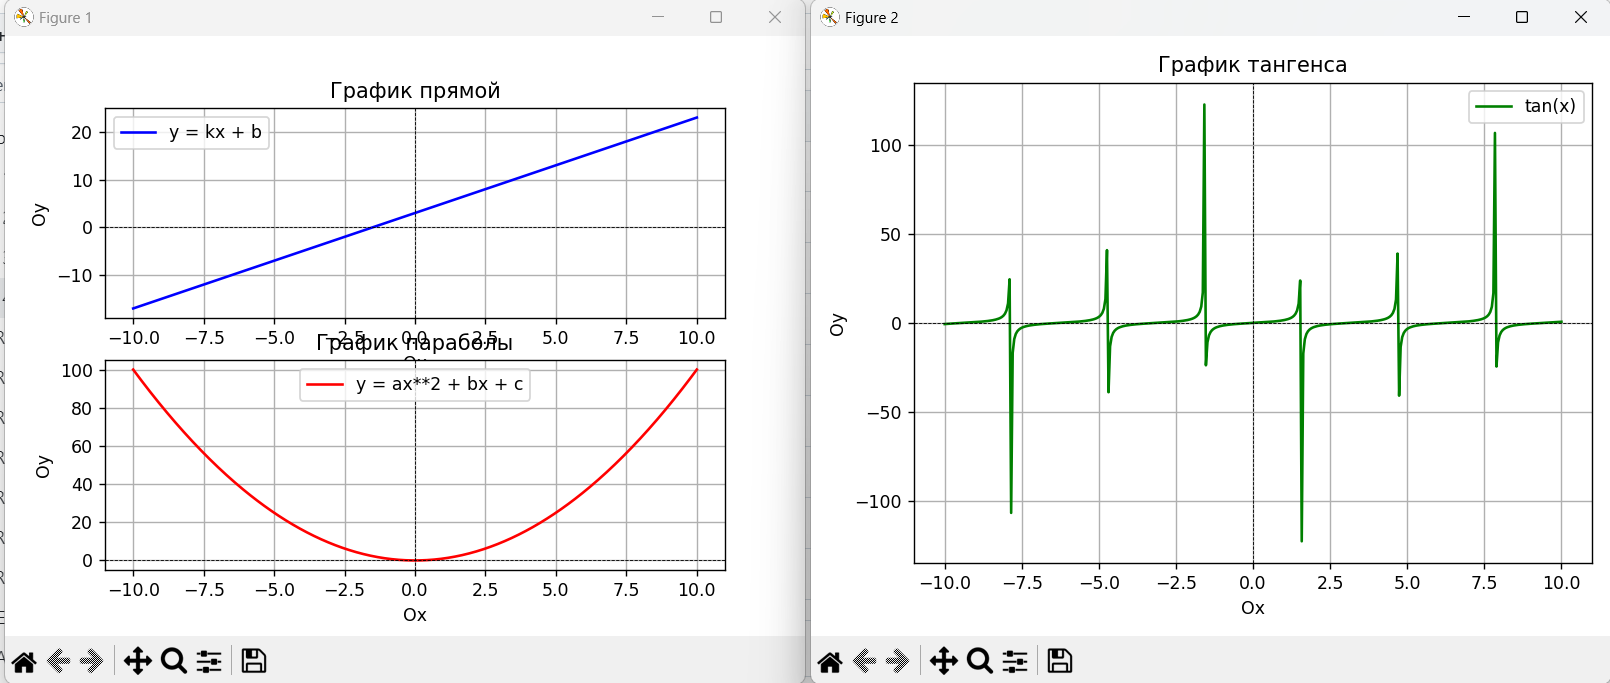 Figure 1
График прямой
y = kx + b
20
10
0
−10
Oy
−10.0 −7.5 −5.0 −2.5 0.0 2.5 5.0 7.5 10.0
Ox
График параболы
y = ax**2 + bx + c
100
80
60
40
20
0
Oy
−10.0 −7.5 −5.0 −2.5 0.0 2.5 5.0 7.5 10.0
Ox
Figure 2
График тангенса
tan(x)
100
50
0
−50
−100
Oy
−10.0 −7.5 −5.0 −2.5 0.0 2.5 5.0 7.5 10.0
Ox